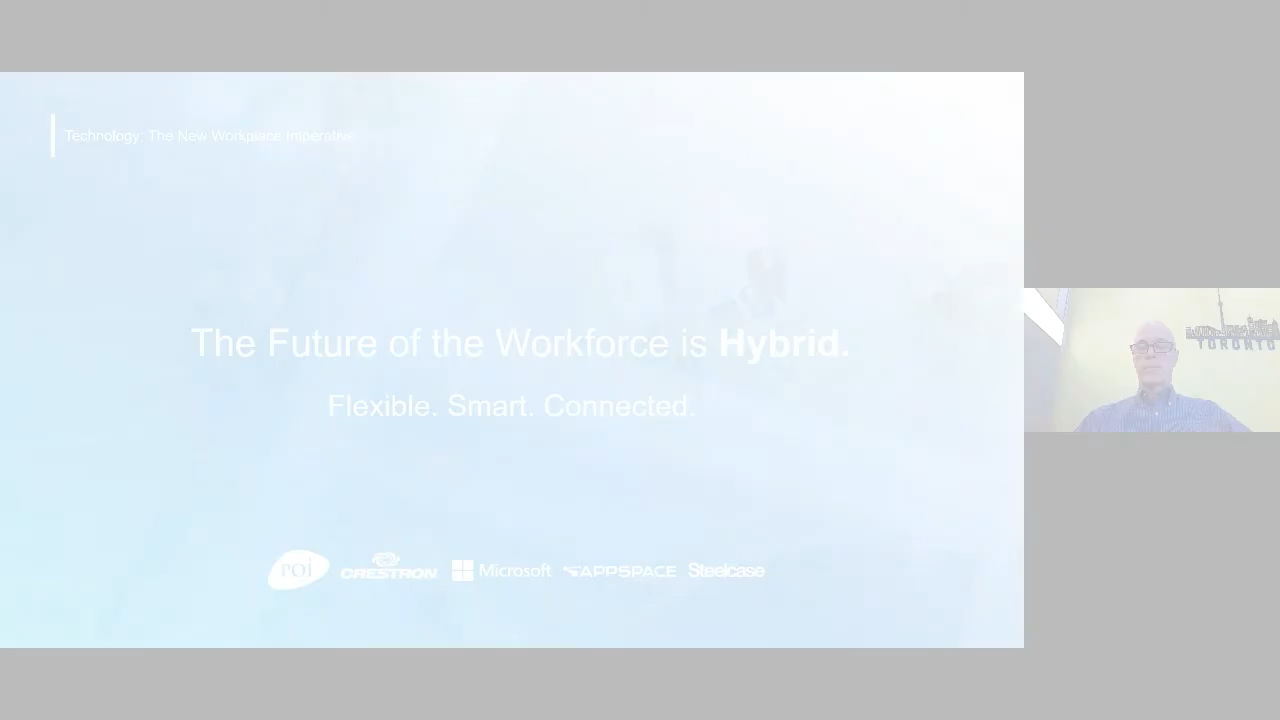 Technology: The New Workplace Imperative
The Future of the Workforce is Hybrid.
Flexible. Smart. Connected.
POI CRESTRON Microsoft APPSPACE Steelcase
TORONTO